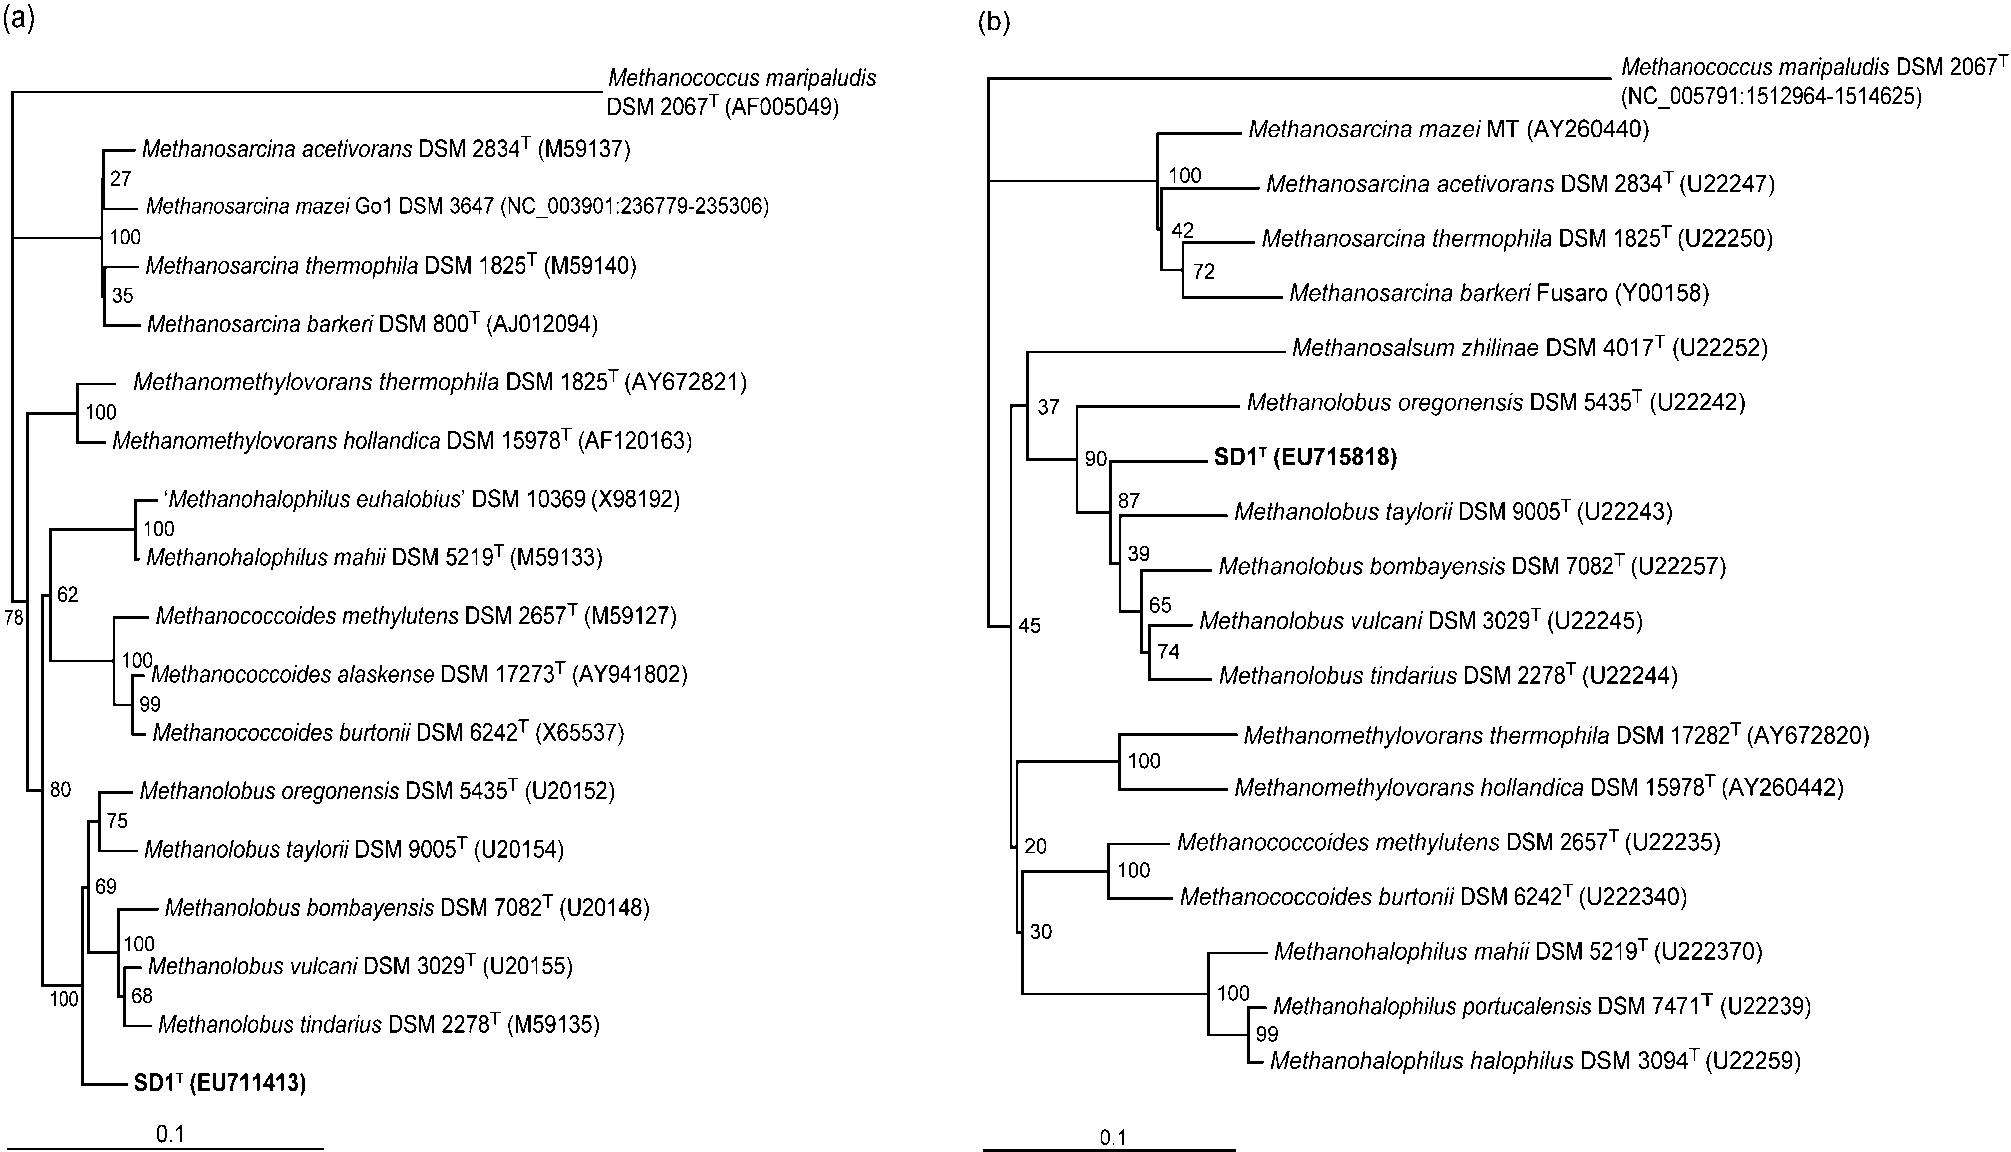 (a)
Methanococcus maripaludis
DSM 2067T (AF005049)
Methanosarcina acetivorans DSM 2834T (M59137)
27
Methanosarcina mazei Go1 DSM 3647 (NC_003901:236779-235306)
100
Methanosarcina thermophila DSM 1825T (M59140)
35
Methanosarcina barkeri DSM 800T (AJ012094)
Methanomethylovorans thermophila DSM 1825T (AY672821)
100
Methanomethylovorans hollandica DSM 15978T (AF120163)
‘Methanohalophilus euhalobius’ DSM 10369 (X98192)
100
Methanohalophilus mahii DSM 5219T (M59133)
62
78
Methanococcoides methylutens DSM 2657T (M59127)
100
Methanococcoides alaskense DSM 17273T (AY941802)
99
Methanococcoides burtonii DSM 6242T (X65537)
80
Methanolobus oregonensis DSM 5435T (U20152)
75
Methanolobus taylorii DSM 9005T (U20154)
69
Methanolobus bombayensis DSM 7082T (U20148)
100
Methanolobus vulcani DSM 3029T (U20155)
68
100
Methanolobus tindarius DSM 2278T (M59135)
SD1T (EU711413)
0.1
(b)
Methanococcus maripaludis DSM 2067T
(NC_005791:1512964-1514625)
Methanosarcina mazei MT (AY260440)
100
Methanosarcina acetivorans DSM 2834T (U22247)
42
Methanosarcina thermophila DSM 1825T (U22250)
72
Methanosarcina barkeri Fusaro (Y00158)
Methanosalsum zhilinae DSM 4017T (U22252)
37
Methanolobus oregonensis DSM 5435T (U22242)
90
SD1T (EU715818)
87
Methanolobus taylorii DSM 9005T (U22243)
39
Methanolobus bombayensis DSM 7082T (U22257)
65
Methanolobus vulcani DSM 3029T (U22245)
45
74
Methanolobus tindarius DSM 2278T (U22244)
Methanomethylovorans thermophila DSM 17282T (AY672820)
100
Methanomethylovorans hollandica DSM 15978T (AY260442)
20
Methanococcoides methylutens DSM 2657T (U22235)
100
Methanococcoides burtonii DSM 6242T (U222340)
30
Methanohalophilus mahii DSM 5219T (U222370)
100
Methanohalophilus portucalensis DSM 7471T (U22239)
99
Methanohalophilus halophilus DSM 3094T (U22259)
0.1